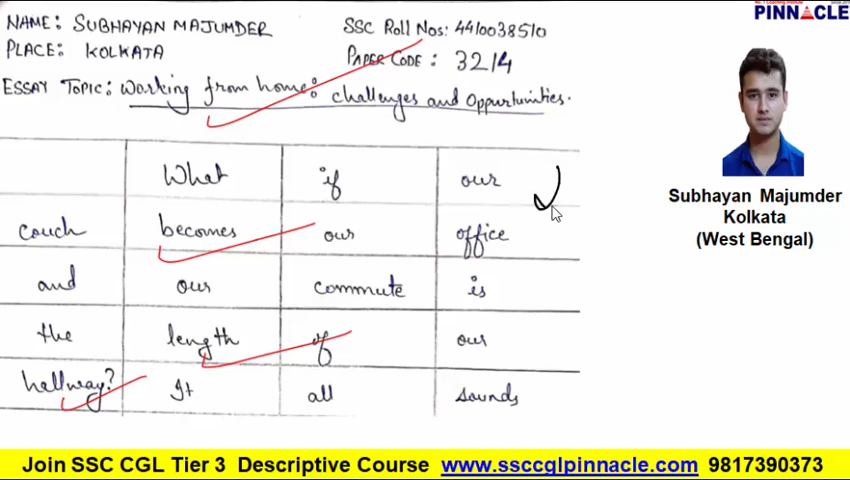 NAME: SUBHAYAN MAJUMDER SSC Roll Nos: 4410038510
PLACE: KOLKATA PAPER CODE: 3214
ESSAY TOPIC: Working from home: challenges and Oppurtunities.
What if our
couch becomes our office
and our commute is
the length of our
hallway? It all sounds
PINNACLE
Subhayan Majumder
Kolkata
(West Bengal)
Join SSC CGL Tier 3 Descriptive Course www.ssccglpinnacle.com 9817390373